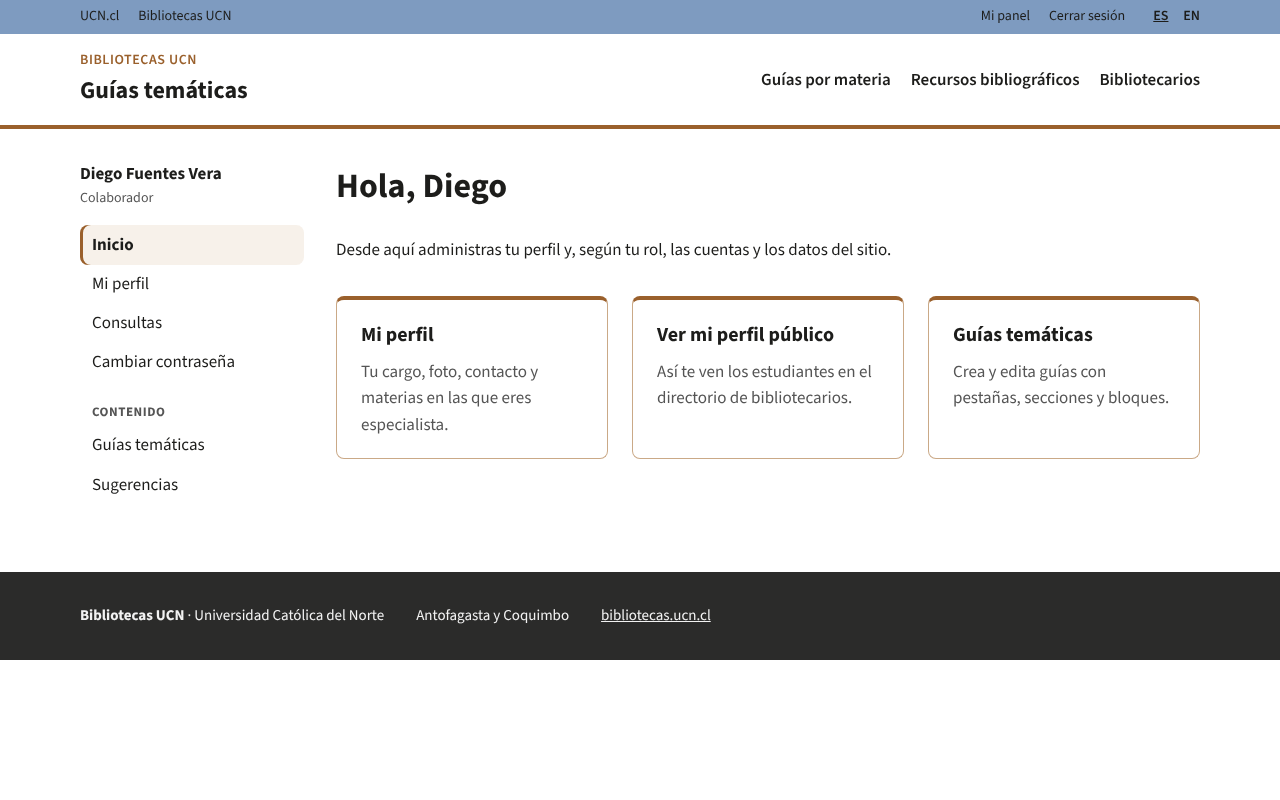 UCN.cl Bibliotecas UCN Mi panel Cerrar sesión ES EN
BIBLIOTECAS UCN
Guías temáticas
Guías por materia Recursos bibliográficos Bibliotecarios
Diego Fuentes Vera
Colaborador
Inicio
Mi perfil
Consultas
Cambiar contraseña
CONTENIDO
Guías temáticas
Sugerencias
Hola, Diego
Desde aquí administras tu perfil y, según tu rol, las cuentas y los datos del sitio.
Mi perfil
Tu cargo, foto, contacto y
materias en las que eres
especialista.
Ver mi perfil público
Así te ven los estudiantes en el
directorio de bibliotecarios.
Guías temáticas
Crea y edita guías con
pestañas, secciones y bloques.
Bibliotecas UCN · Universidad Católica del Norte Antofagasta y Coquimbo bibliotecas.ucn.cl